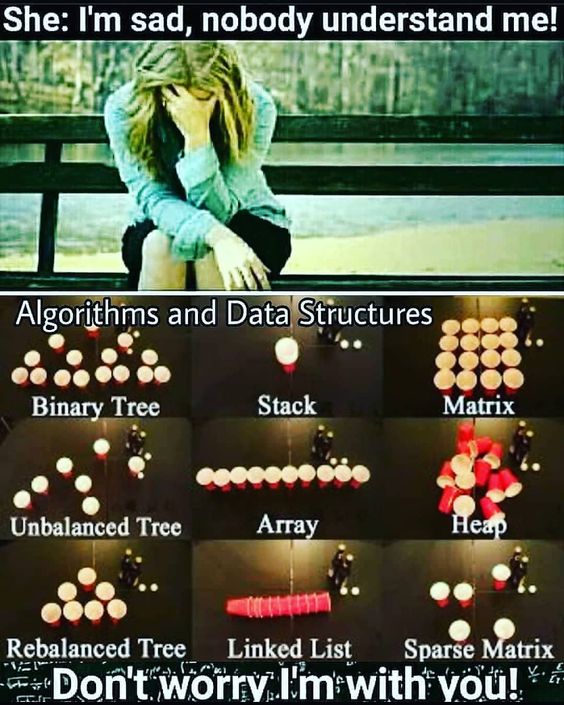 She: I'm sad, nobody understand me!
Algorithms and Data Structures
Binary Tree
Stack
Matrix
Unbalanced Tree
Array
Heap
Rebalanced Tree
Linked List
Sparse Matrix
Don't worry I'm with you!